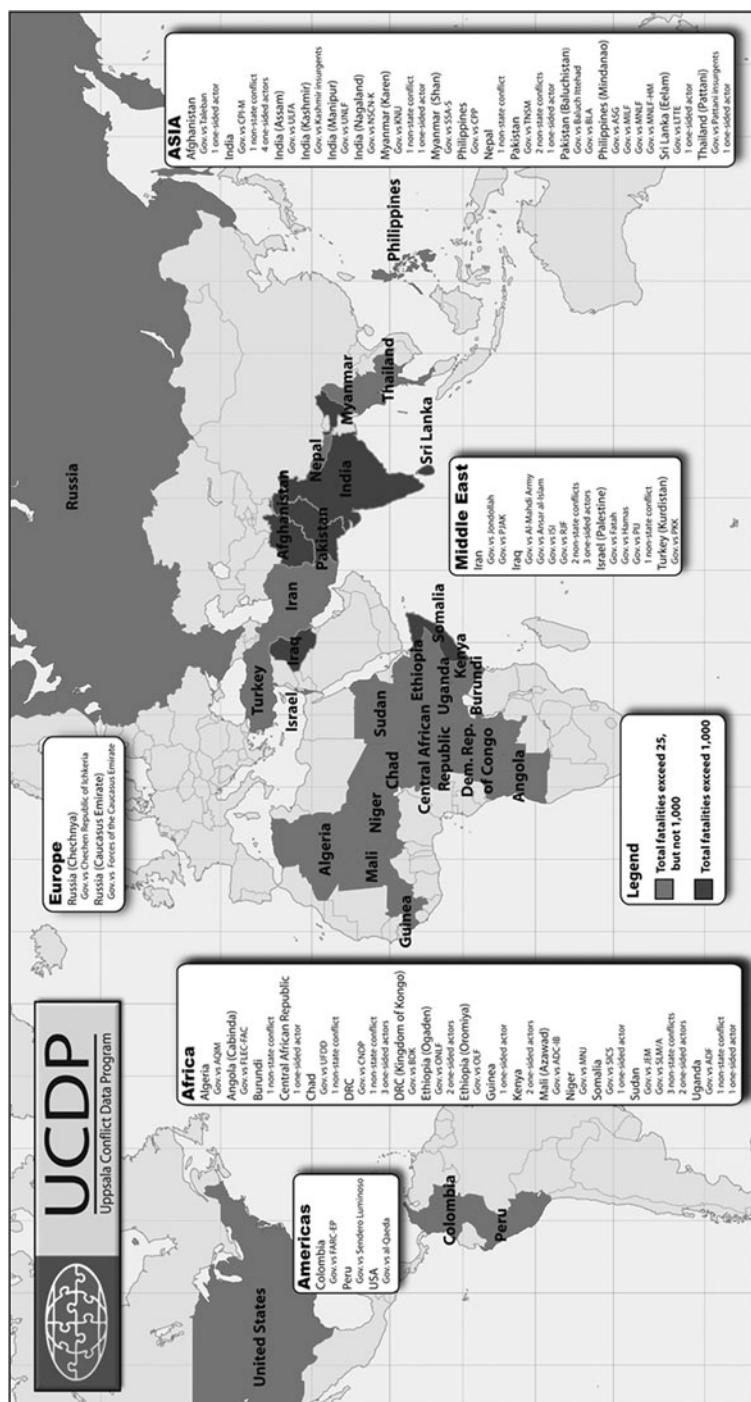 UCDP
Uppsala Conflict Data Program
Americas
Colombia
Gov. vs FARC-EP
Peru
Gov. vs Sendero Luminoso
USA
Gov. vs al-Qaeda
Africa
Algeria
Gov. vs AQIM
Angola (Cabinda)
Gov. vs FLEC-FAC
Burundi
1 non-state conflict
Central African Republic
1 one-sided actor
Chad
Gov. vs UFDD
1 non-state conflict
DRC
Gov. vs CNDP
1 non-state conflict
3 one-sided actors
DRC (Kingdom of Kongo)
Gov. vs BDK
Ethiopia (Ogaden)
Gov. vs ONLF
2 one-sided actors
Ethiopia (Oromiya)
Gov. vs OLF
Guinea
1 one-sided actor
Kenya
2 one-sided actors
Mali (Azawad)
Gov. vs ADC-IB
Niger
Gov. vs MNJ
Somalia
Gov. vs SICS
1 one-sided actor
Sudan
Gov. vs JEM
Gov. vs SLM/A
3 non-state conflicts
2 one-sided actors
Uganda
Gov. vs ADF
1 non-state conflict
1 one-sided actor
Europe
Russia (Chechnya)
Gov. vs Chechen Republic of Ichkeria
Russia (Caucasus Emirate)
Gov. vs Forces of the Caucasus Emirate
Legend
Total fatalities exceed 25,
but not 1,000
Total fatalities exceed 1,000
Middle East
Iran
Gov. vs Jondollah
Gov. vs PJAK
Iraq
Gov. vs Al-Mahdi Army
Gov. vs Ansar al-Islam
Gov. vs ISI
Gov. vs RJF
2 non-state conflicts
3 one-sided actors
Israel (Palestine)
Gov. vs Fatah
Gov. vs Hamas
Gov. vs PIJ
1 non-state conflict
Turkey (Kurdistan)
Gov. vs PKK
ASIA
Afghanistan
Gov. vs Taleban
1 one-sided actor
India
Gov. vs CPI-M
1 non-state conflict
4 one-sided actors
India (Assam)
Gov. vs ULFA
India (Kashmir)
Gov. vs Kashmir insurgents
India (Manipur)
Gov. vs UNLF
India (Nagaland)
Gov. vs NSCN-K
Myanmar (Karen)
Gov. vs KNU
1 non-state conflict
1 one-sided actor
Myanmar (Shan)
Gov. vs SSA-S
Philippines
Gov. vs CPP
Nepal
1 non-state conflict
Pakistan
Gov. vs TNSM
2 non-state conflicts
1 one-sided actor
Pakistan (Baluchistan)
Gov. vs Baluch Ittehad
Gov. vs BLA
Philippines (Mindanao)
Gov. vs ASG
Gov. vs MILF
Gov. vs MNLF
Gov. vs MNLF-HM
Sri Lanka (Eelam)
Gov. vs LTTE
1 one-sided actor
Thailand (Pattani)
Gov. vs Pattani insurgents
1 one-sided actor
United States
Colombia
Peru
Guinea
Mali
Algeria
Niger
Chad
Sudan
Central African
Republic
Dem. Rep.
of Congo
Angola
Ethiopia
Uganda
Kenya
Burundi
Somalia
Israel
Turkey
Iraq
Iran
Russia
Afghanistan
Pakistan
India
Nepal
Sri Lanka
Myanmar
Thailand
Philippines